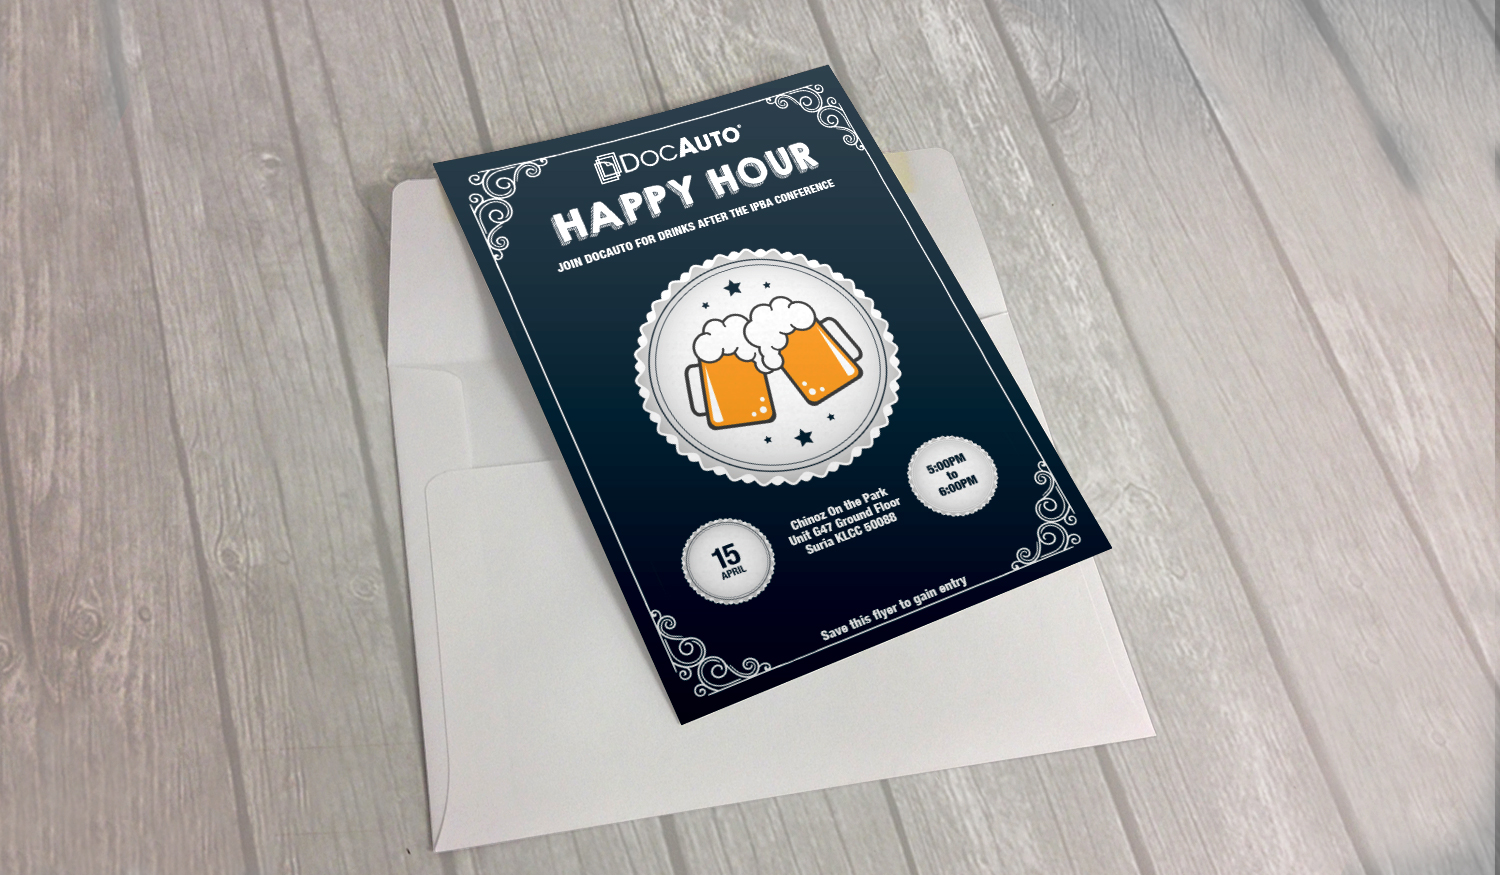 DOCAUTO®
HAPPY HOUR
JOIN DOCAUTO FOR DRINKS AFTER THE IPBA CONFERENCE
5:00PM
to
6:00PM
Chinoz On the Park
Unit G47 Ground Floor
Suria KLCC 50088
15
APRIL
Save this flyer to gain entry